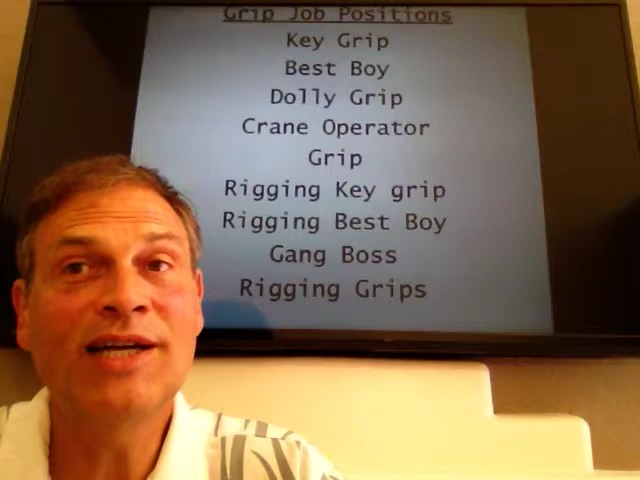 Grip Job Positions
Key Grip
Best Boy
Dolly Grip
Crane Operator
Grip
Rigging Key grip
Rigging Best Boy
Gang Boss
Rigging Grips